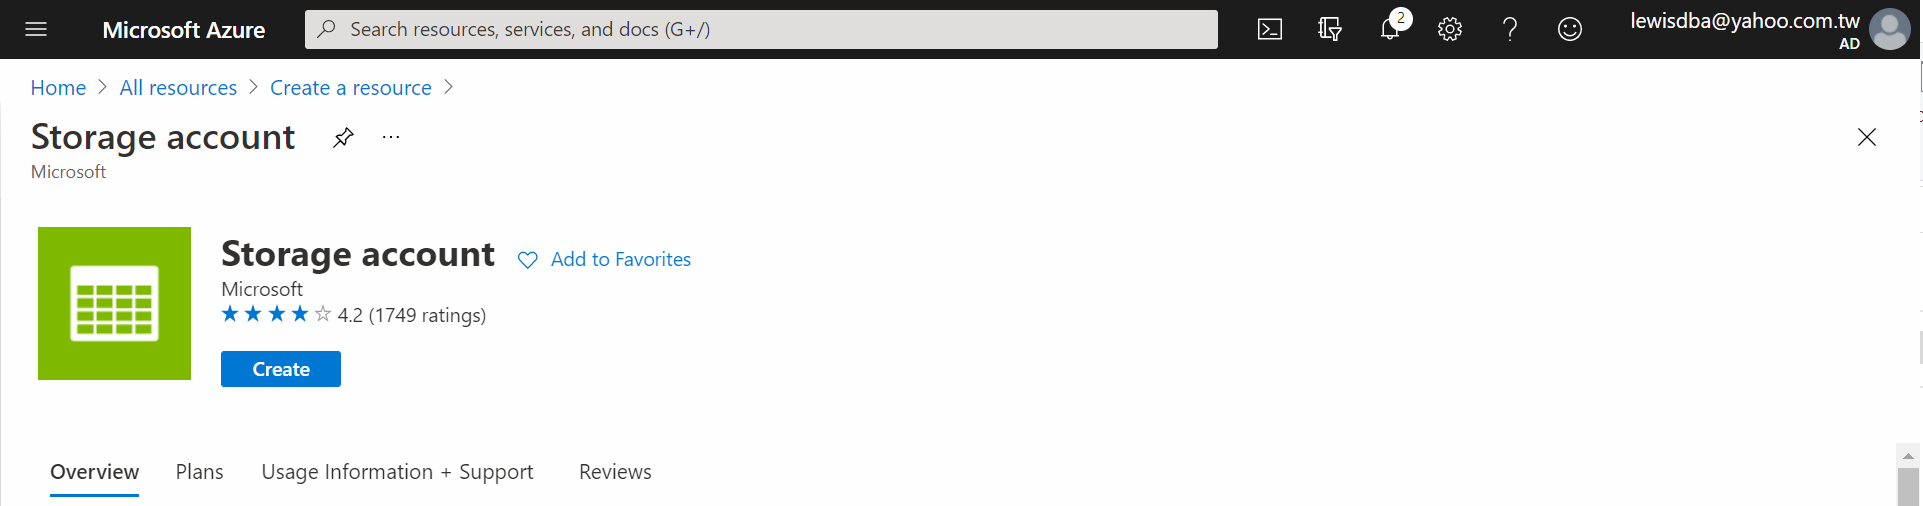 Microsoft Azure
Search resources, services, and docs (G+/)
2
lewisdba@yahoo.com.tw
AD
Home > All resources > Create a resource >
Storage account
Microsoft
Storage account
Add to Favorites
Microsoft
4.2 (1749 ratings)
Create
Overview Plans Usage Information + Support Reviews